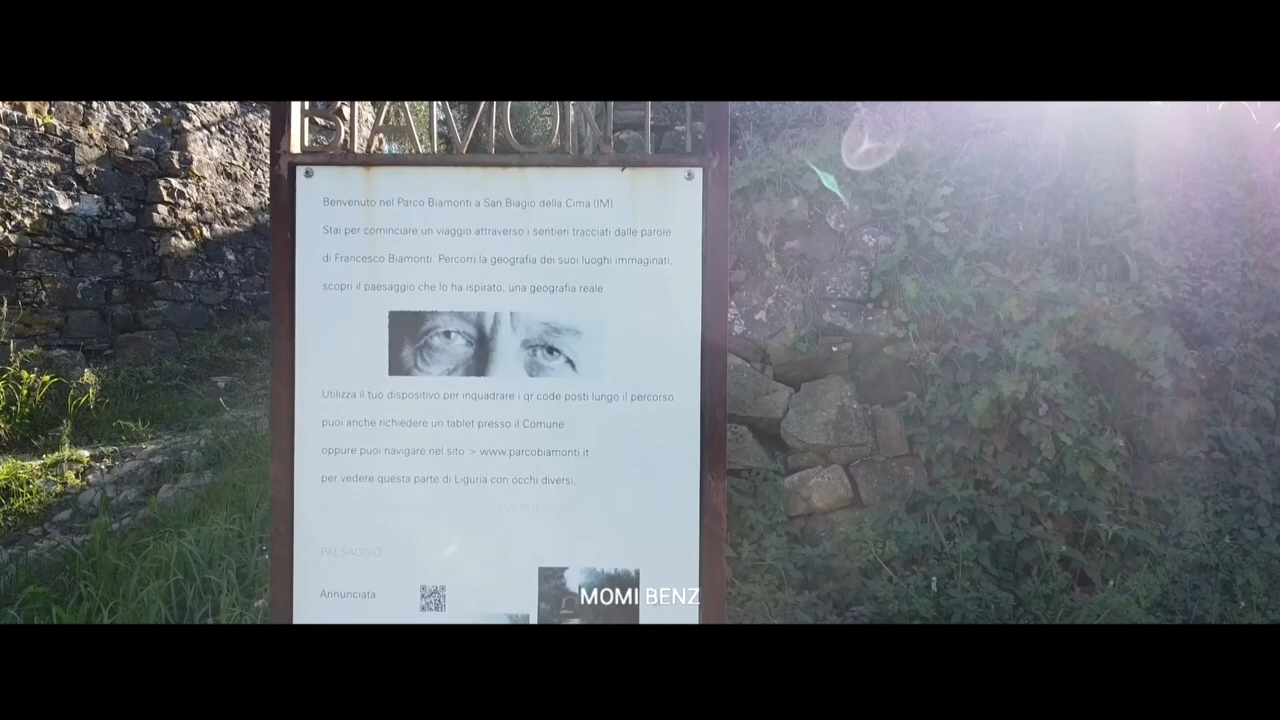 BIAMONTI
Benvenuto nel Parco Biamonti a San Biagio della Cima (IM)
Stai per cominciare un viaggio attraverso i sentieri tracciati dalle parole
di Francesco Biamonti. Percorri la geografia dei suoi luoghi immaginati,
scopri il paesaggio che lo ha ispirato, una geografia reale
Utilizza il tuo dispositivo per inquadrare i qr code posti lungo il percorso
puoi anche richiedere un tablet presso il Comune
oppure puoi navigare nel sito > www.parcobiamonti.it
per vedere questa parte di Liguria con occhi diversi,
PAESAGGIO
Annunciata
MOMI BENZ